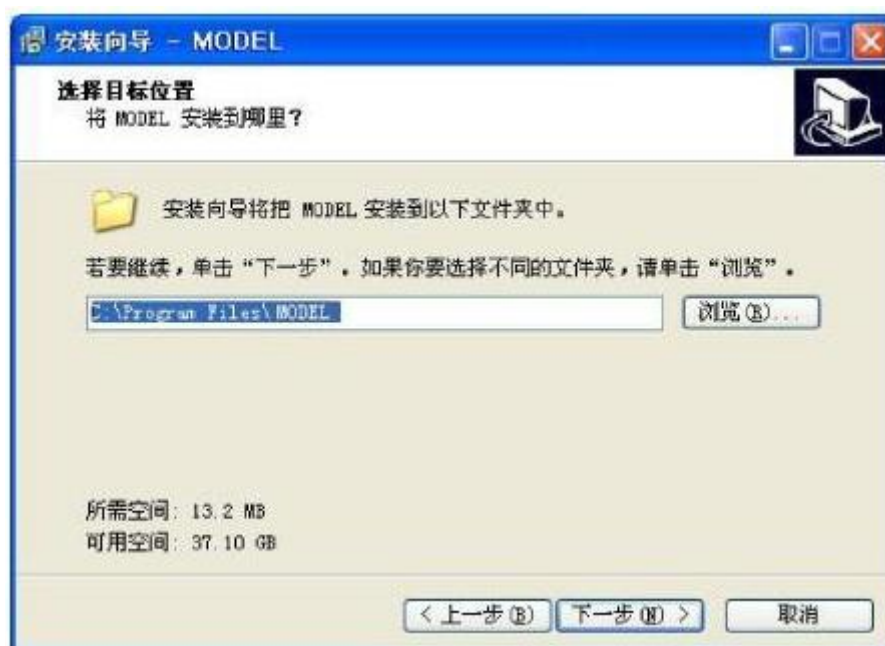 安装向导 - MODEL
选择目标位置
将 MODEL 安装到哪里?
安装向导将把 MODEL 安装到以下文件夹中。
若要继续,单击“下一步”。如果你要选择不同的文件夹,请单击“浏览”。
C:\Program Files\MODEL
浏览(R)...
所需空间: 13.2 MB
可用空间: 37.10 GB
< 上一步(B) 下一步(N) > 取消